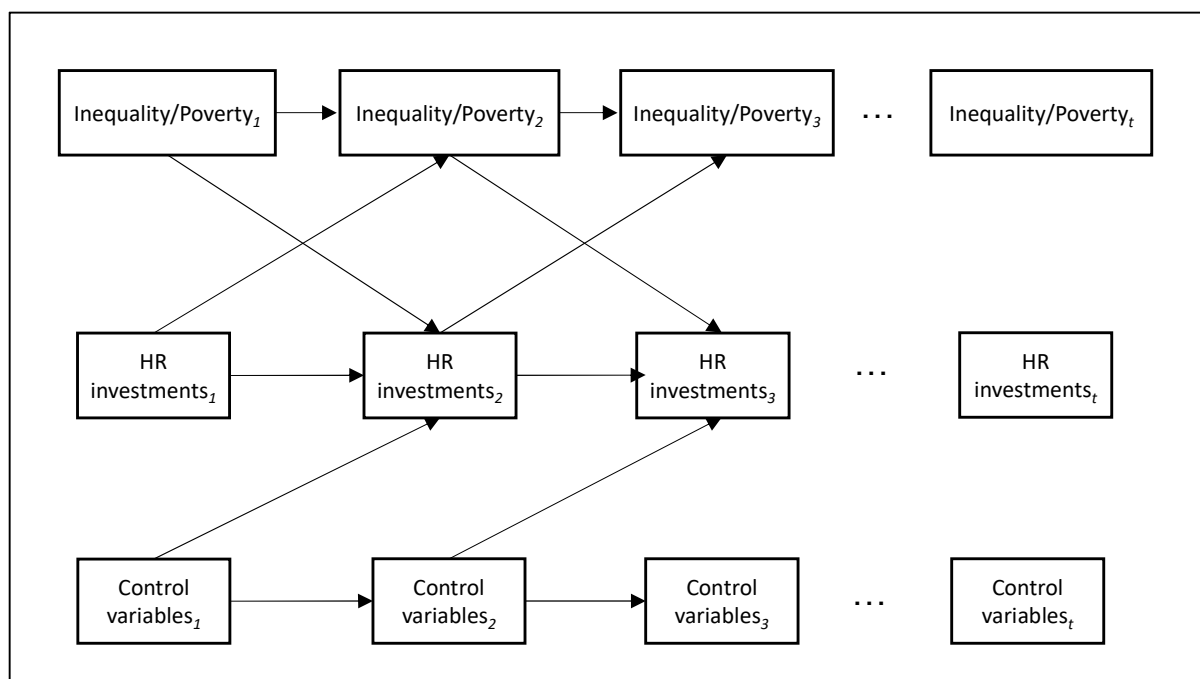 Inequality/Poverty1
Inequality/Poverty2
Inequality/Poverty3
...
Inequality/Povertyt
HR
investments1
HR
investments2
HR
investments3
...
HR
investmentst
Control
variables1
Control
variables2
Control
variables3
...
Control
variablest